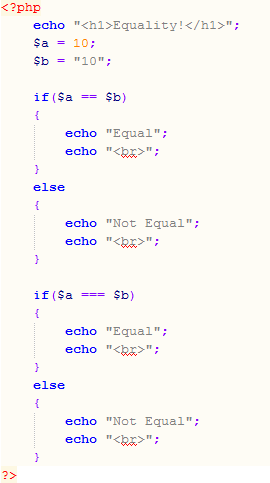 <?php
echo "<h1>Equality!</h1>";
$a = 10;
$b = "10";
if($a == $b)
{
echo "Equal";
echo "<br>";
}
else
{
echo "Not Equal";
echo "<br>";
}
if($a === $b)
{
echo "Equal";
echo "<br>";
}
else
{
echo "Not Equal";
echo "<br>";
}
?>